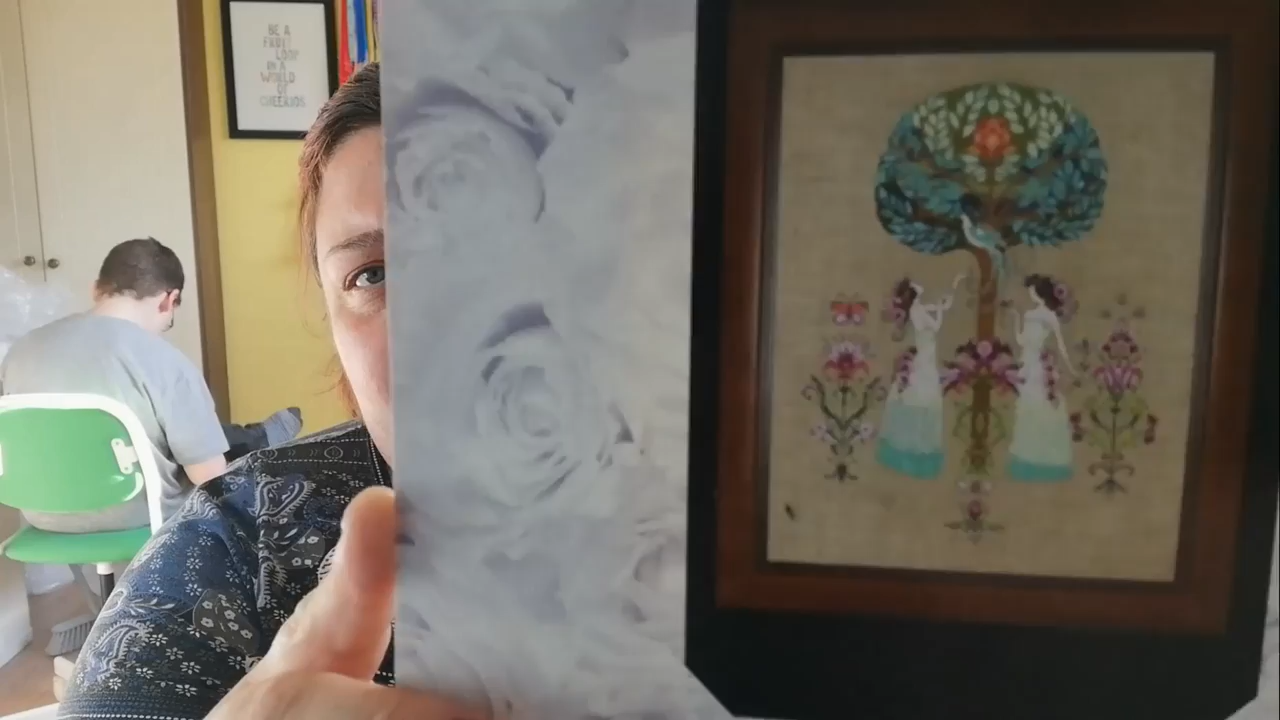 BE A
FRUIT
LOOP
IN A
WORLD
OF
CHEERIOS